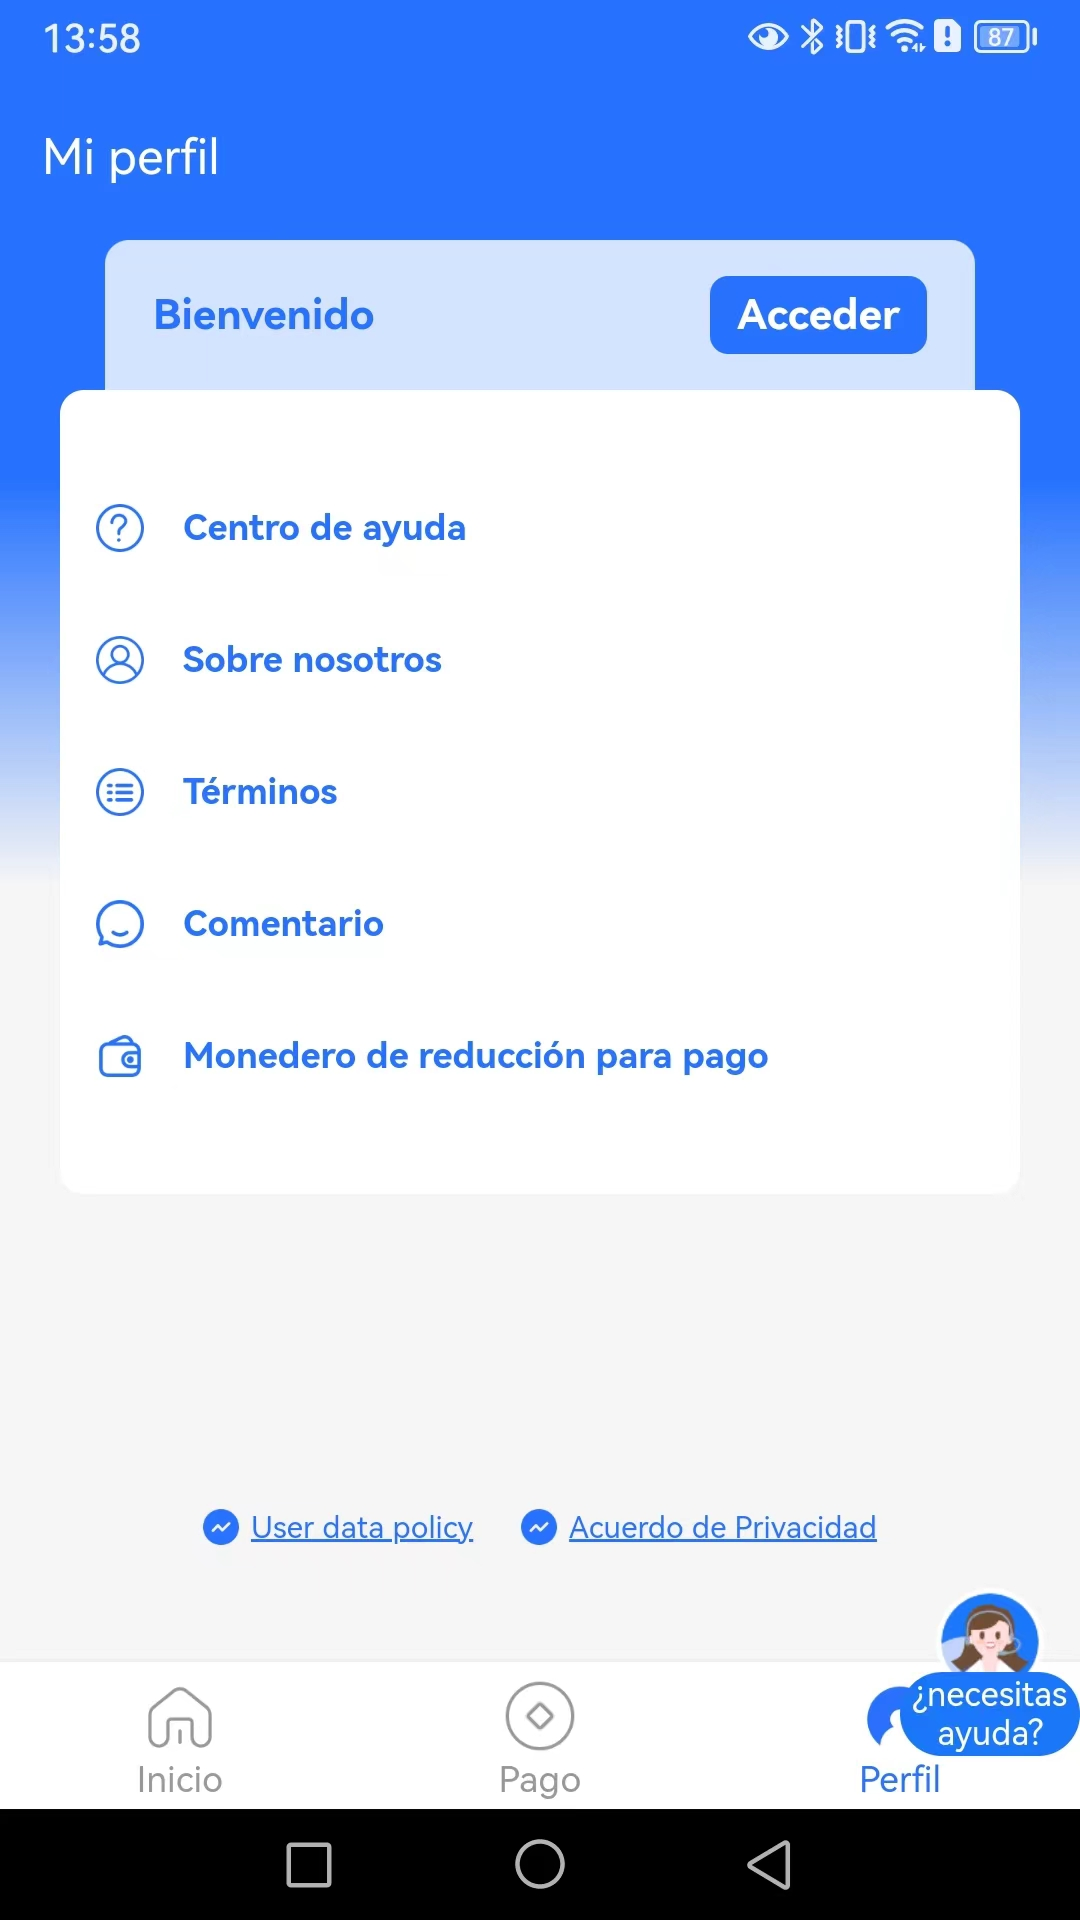 13:58
87
Mi perfil
Bienvenido
Acceder
Centro de ayuda
Sobre nosotros
Términos
Comentario
Monedero de reducción para pago
User data policy
Acuerdo de Privacidad
¿necesitas
ayuda?
Inicio
Pago
Perfil